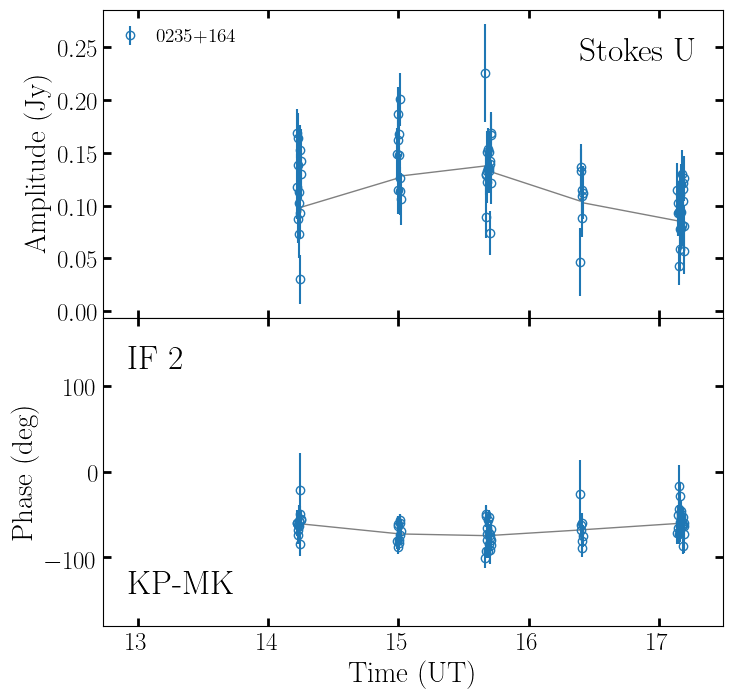 0235+164
Stokes U
0.25
0.20
0.15
0.10
0.05
0.00
Amplitude (Jy)
IF 2
100
0
−100
Phase (deg)
KP-MK
13 14 15 16 17
Time (UT)